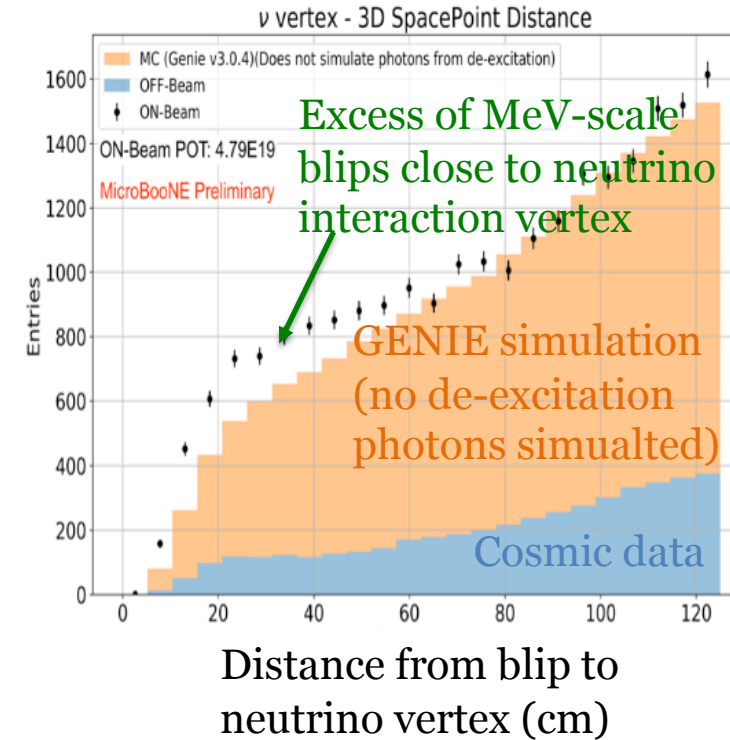 ν vertex - 3D SpacePoint Distance
MC (Genie v3.0.4)(Does not simulate photons from de-excitation)
OFF-Beam
ON-Beam
ON-Beam POT: 4.79E19
MicroBooNE Preliminary
Excess of MeV-scale
blips close to neutrino
interaction vertex
GENIE simulation
(no de-excitation
photons simualted)
Cosmic data
Entries
1600
1400
1200
1000
800
600
400
200
0
0 20 40 60 80 100 120
Distance from blip to
neutrino vertex (cm)